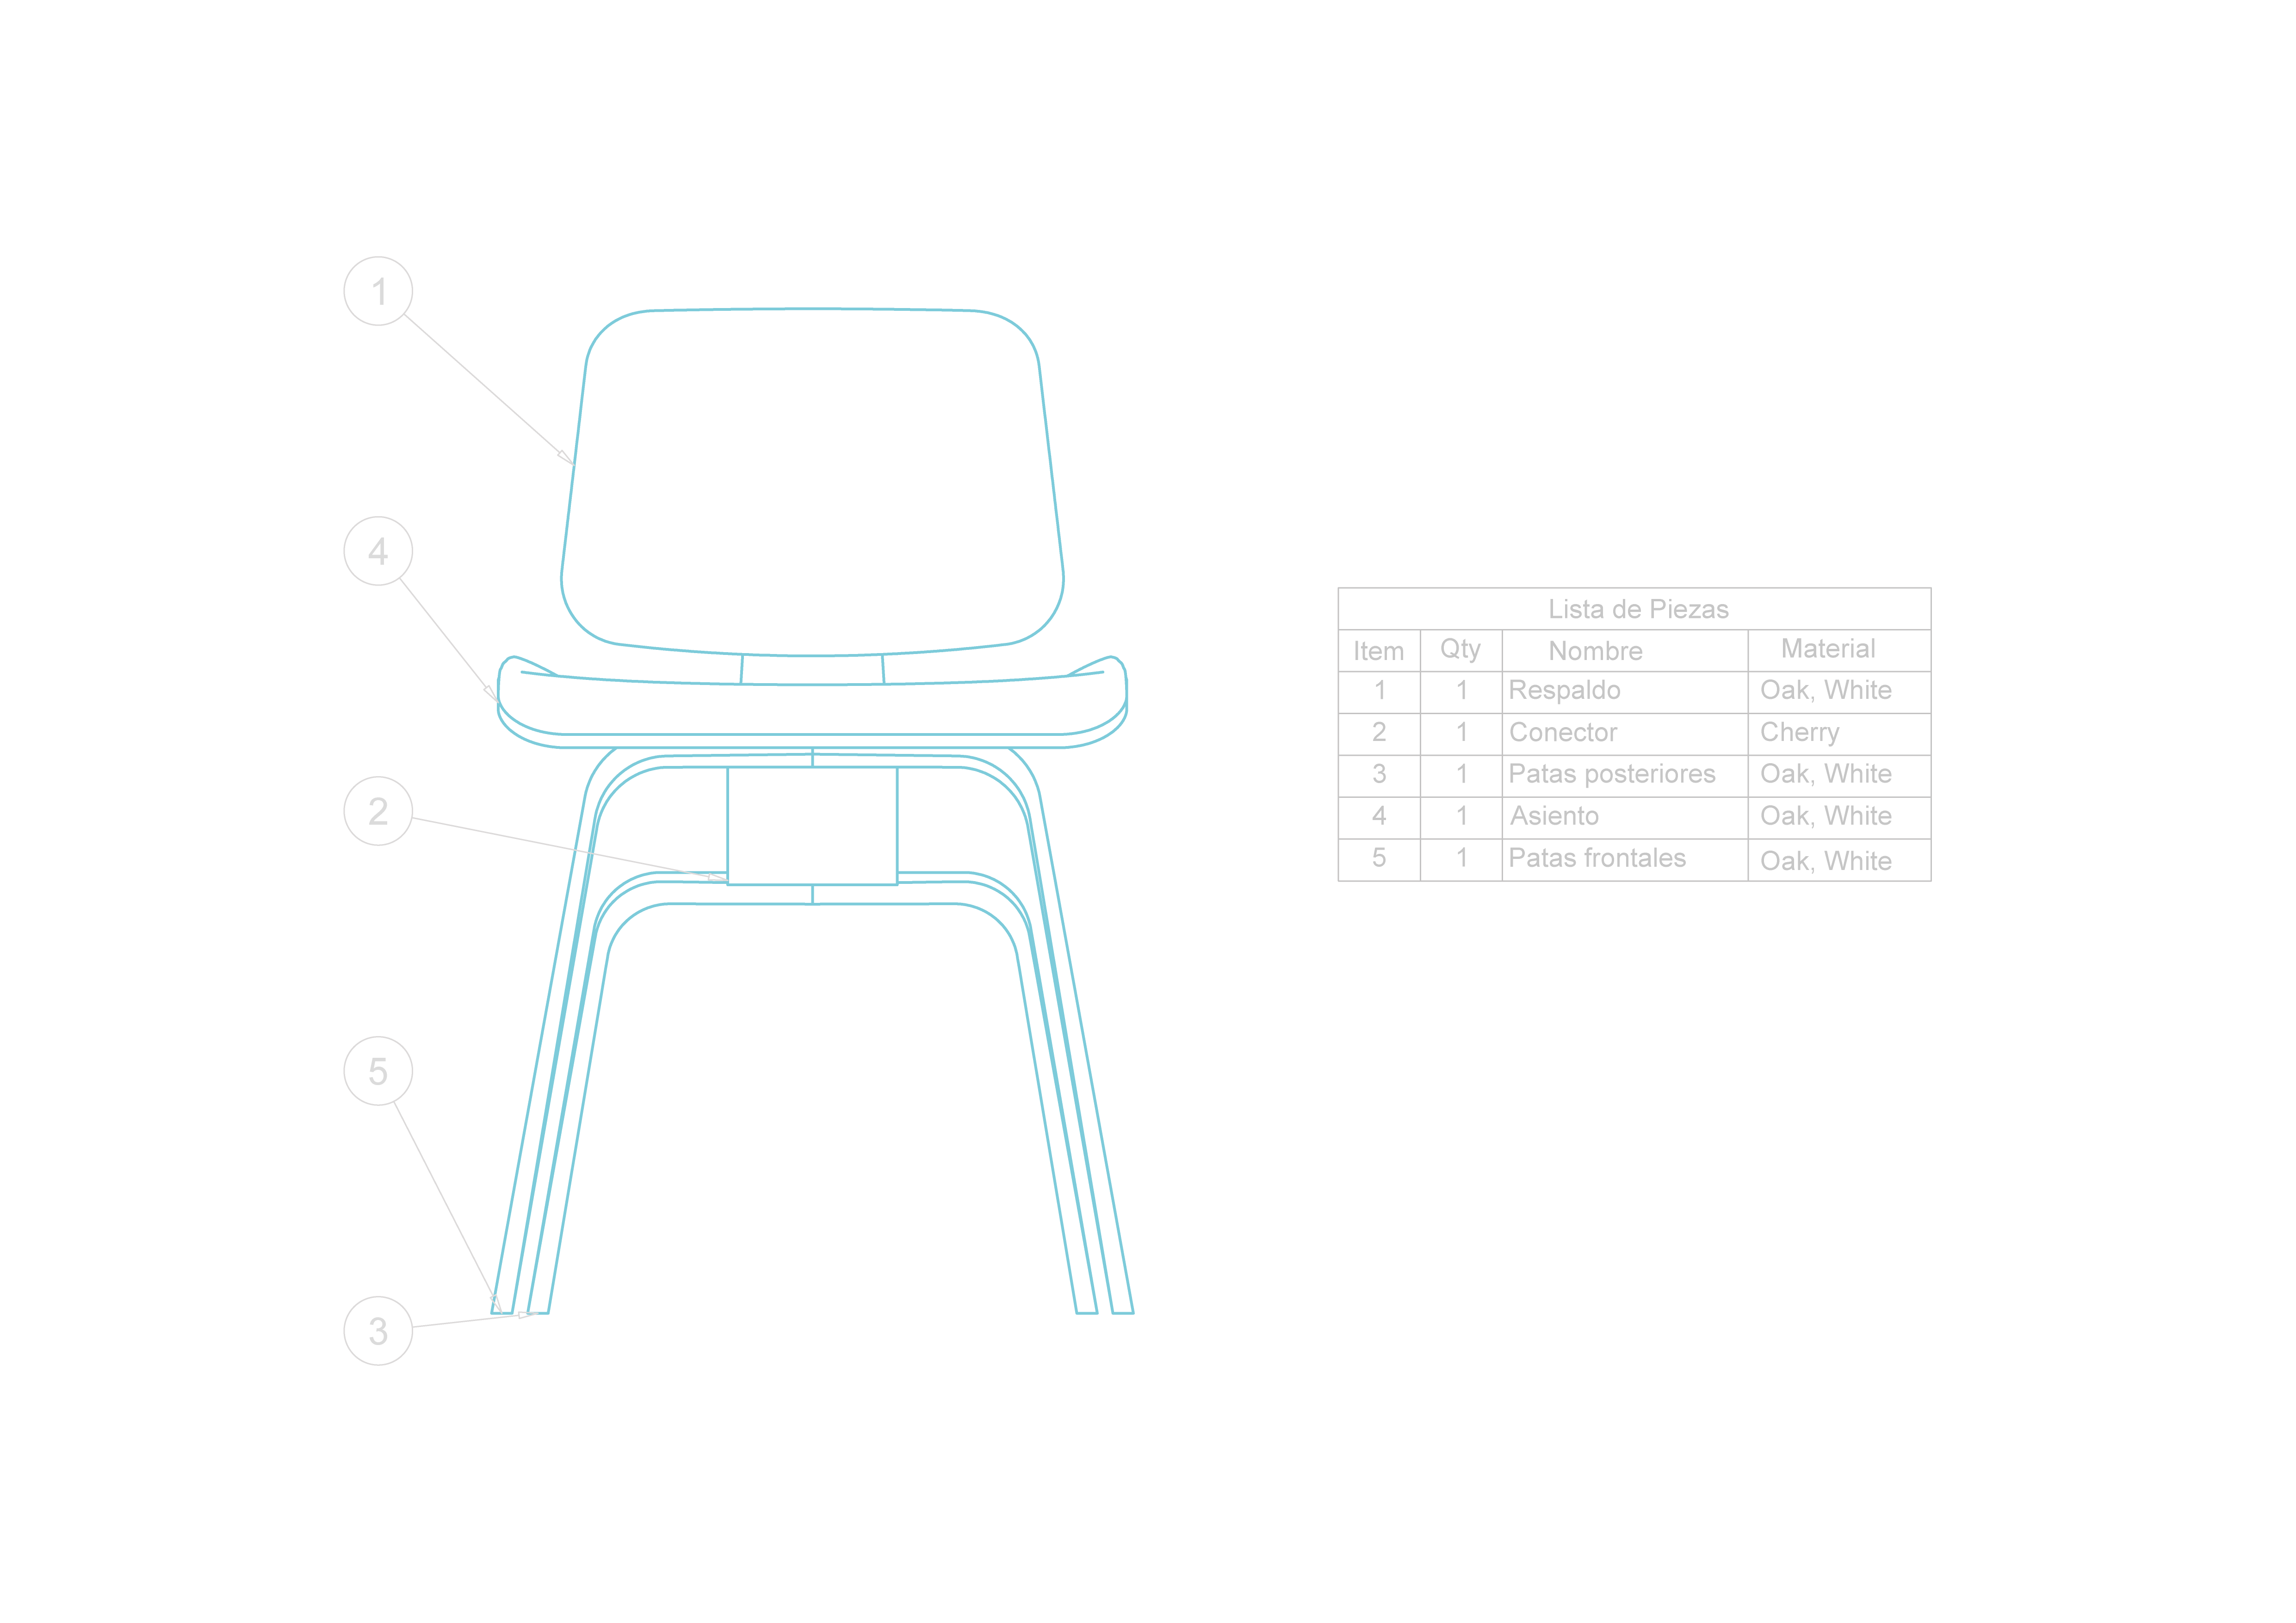 1
4
2
5
3
Lista de Piezas
Item Qty Nombre Material
1 1 Respaldo Oak, White
2 1 Conector Cherry
3 1 Patas posteriores Oak, White
4 1 Asiento Oak, White
5 1 Patas frontales Oak, White